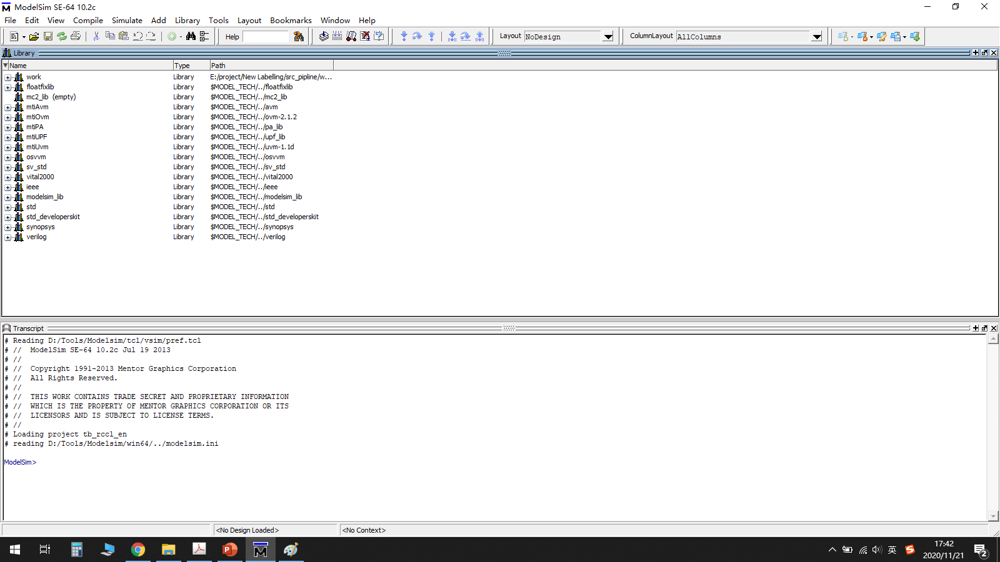 ModelSim SE-64 10.2c
File Edit View Compile Simulate Add Library Tools Layout Bookmarks Window Help
Help Layout NoDesign ColumnLayout AllColumns
Library
Name Type Path
work Library E:/project/New Labelling/src_pipline/w...
floatfixlib Library $MODEL_TECH/../floatfixlib
mc2_lib (empty) Library $MODEL_TECH/../mc2_lib
mtiAvm Library $MODEL_TECH/../avm
mtiOvm Library $MODEL_TECH/../ovm-2.1.2
mtiPA Library $MODEL_TECH/../pa_lib
mtiUPF Library $MODEL_TECH/../upf_lib
mtiUvm Library $MODEL_TECH/../uvm-1.1d
osvvm Library $MODEL_TECH/../osvvm
sv_std Library $MODEL_TECH/../sv_std
vital2000 Library $MODEL_TECH/../vital2000
ieee Library $MODEL_TECH/../ieee
modelsim_lib Library $MODEL_TECH/../modelsim_lib
std Library $MODEL_TECH/../std
std_developerskit Library $MODEL_TECH/../std_developerskit
synopsys Library $MODEL_TECH/../synopsys
verilog Library $MODEL_TECH/../verilog
Transcript
# Reading D:/Tools/Modelsim/tcl/vsim/pref.tcl
# // ModelSim SE-64 10.2c Jul 19 2013
# //
# // Copyright 1991-2013 Mentor Graphics Corporation
# // All Rights Reserved.
# //
# // THIS WORK CONTAINS TRADE SECRET AND PROPRIETARY INFORMATION
# // WHICH IS THE PROPERTY OF MENTOR GRAPHICS CORPORATION OR ITS
# // LICENSORS AND IS SUBJECT TO LICENSE TERMS.
# //
# Loading project tb_rccl_en
# reading D:/Tools/Modelsim/win64/../modelsim.ini
ModelSim>
<No Design Loaded> <No Context>
英
17:42
2020/11/21
2